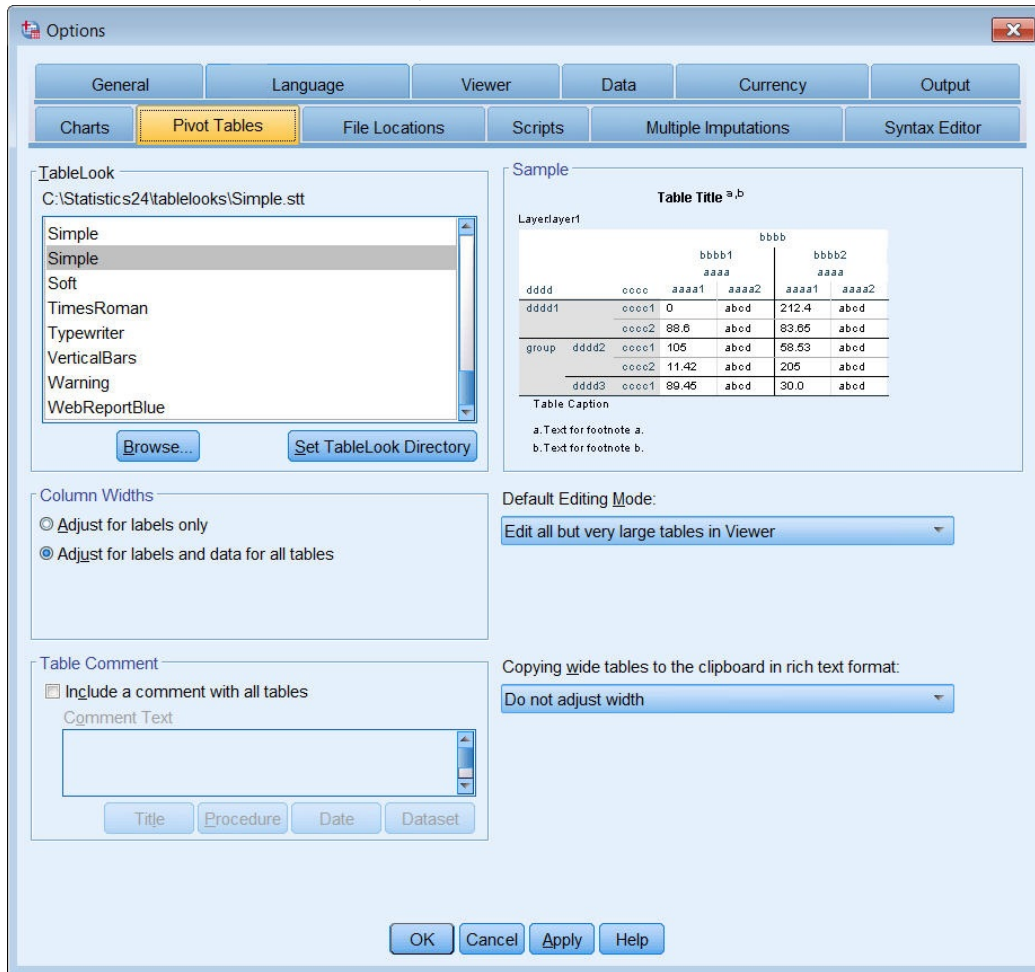 Options
General Language Viewer Data Currency Output
Charts Pivot Tables File Locations Scripts Multiple Imputations Syntax Editor
TableLook
C:\Statistics24\tablelooks\Simple.stt
Simple
Simple
Soft
TimesRoman
Typewriter
VerticalBars
Warning
WebReportBlue
Browse... Set TableLook Directory
Sample
Table Title a,b
Layer:layer1
bbbb
bbbb1 bbbb2
aaaa aaaa
dddd cccc aaaa1 aaaa2 aaaa1 aaaa2
dddd1 cccc1 0 abcd 212.4 abcd
cccc2 88.6 abcd 83.65 abcd
group dddd2 cccc1 105 abcd 58.53 abcd
cccc2 11.42 abcd 205 abcd
dddd3 cccc1 89.45 abcd 30.0 abcd
Table Caption
a.Text for footnote a.
b.Text for footnote b.
Column Widths
Adjust for labels only
Adjust for labels and data for all tables
Default Editing Mode:
Edit all but very large tables in Viewer
Table Comment
Include a comment with all tables
Comment Text
Title Procedure Date Dataset
Copying wide tables to the clipboard in rich text format:
Do not adjust width
OK Cancel Apply Help